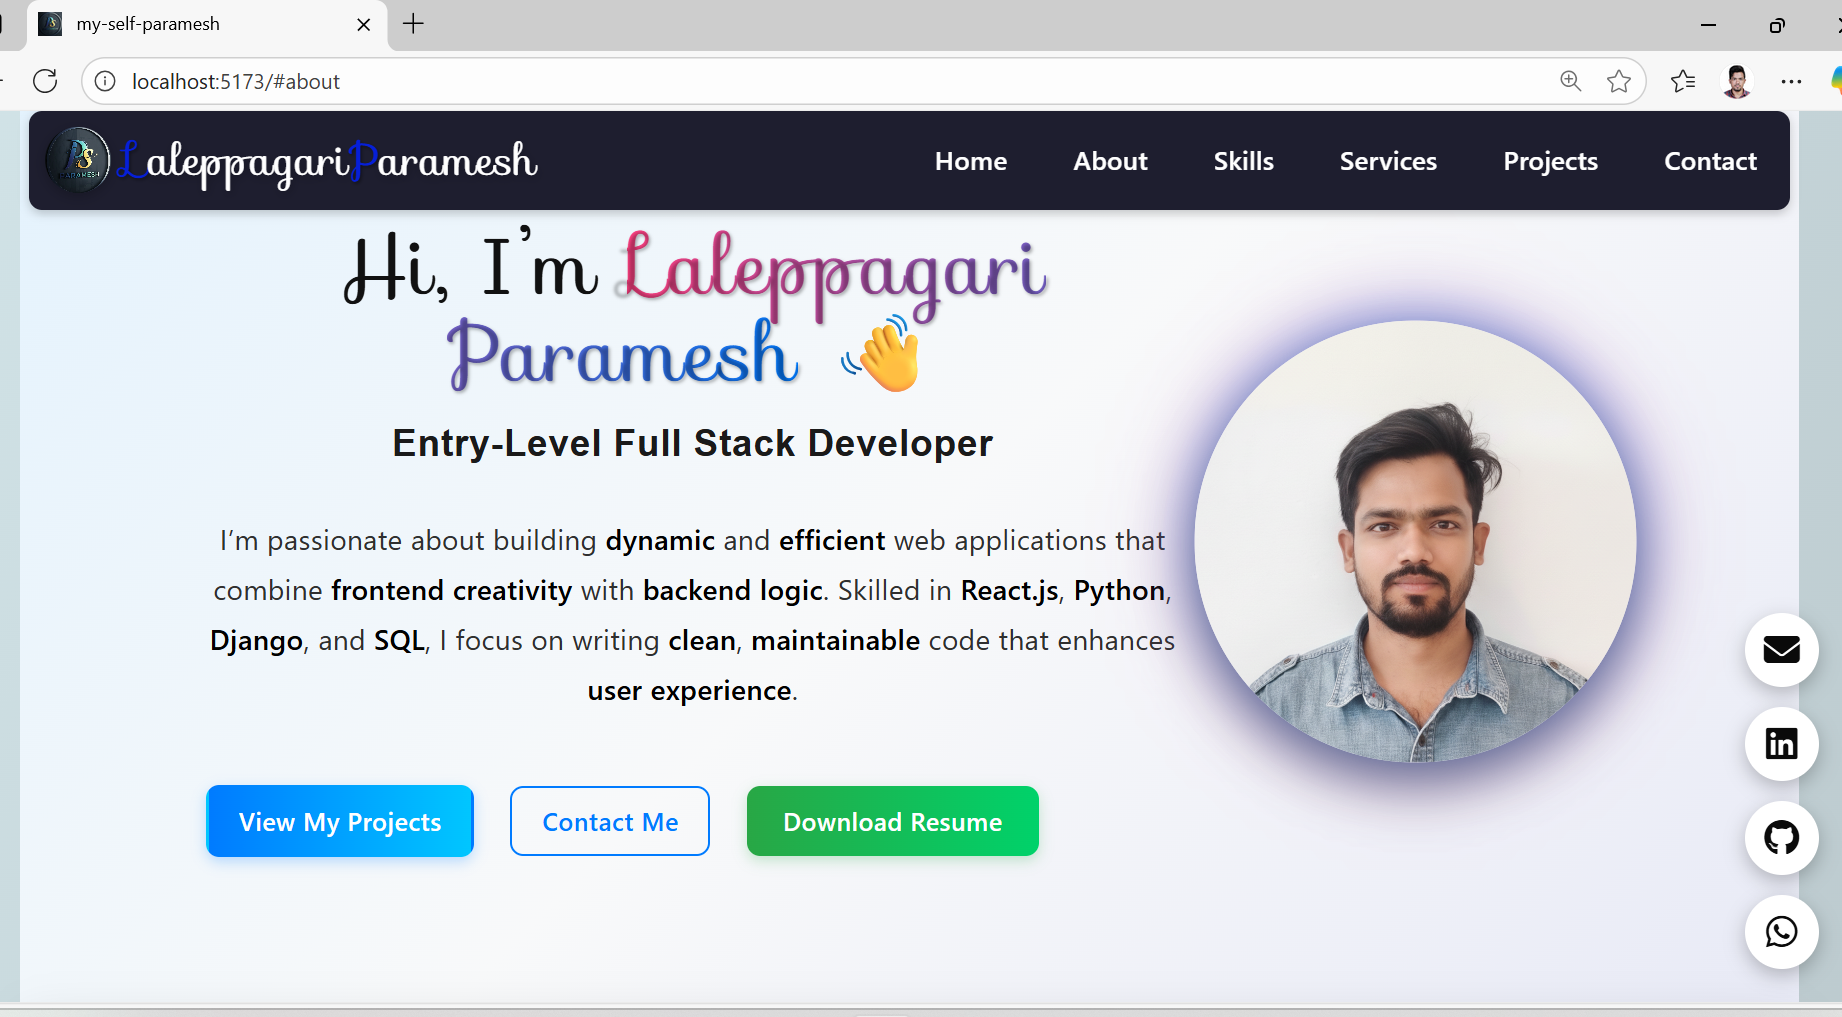 my-self-paramesh
localhost:5173/#about
LaleppagariParamesh
Home About Skills Services Projects Contact
Hi, I’m Laleppagari
Paramesh 👋
Entry-Level Full Stack Developer
I’m passionate about building dynamic and efficient web applications that
combine frontend creativity with backend logic. Skilled in React.js, Python,
Django, and SQL, I focus on writing clean, maintainable code that enhances
user experience.
View My Projects Contact Me Download Resume